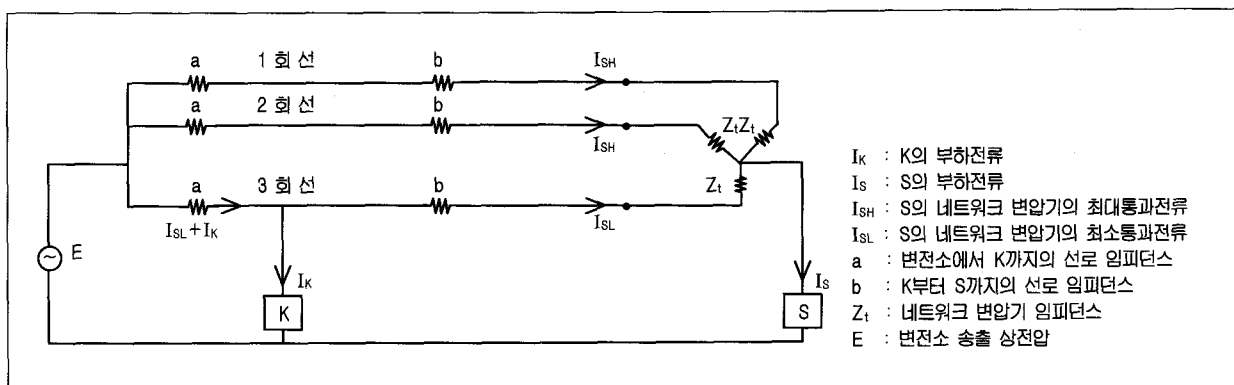 a 1 회 선 b I_SH
a 2 회 선 b I_SH
Z_t Z_t
a 3 회 선 b Z_t
I_SL + I_K I_SL
E
I_K I_S
K S
I_K : K의 부하전류
I_S : S의 부하전류
I_SH : S의 네트워크 변압기의 최대통과전류
I_SL : S의 네트워크 변압기의 최소통과전류
a : 변전소에서 K까지의 선로 임피던스
b : K부터 S까지의 선로 임피던스
Z_t : 네트워크 변압기 임피던스
E : 변전소 송출 상전압